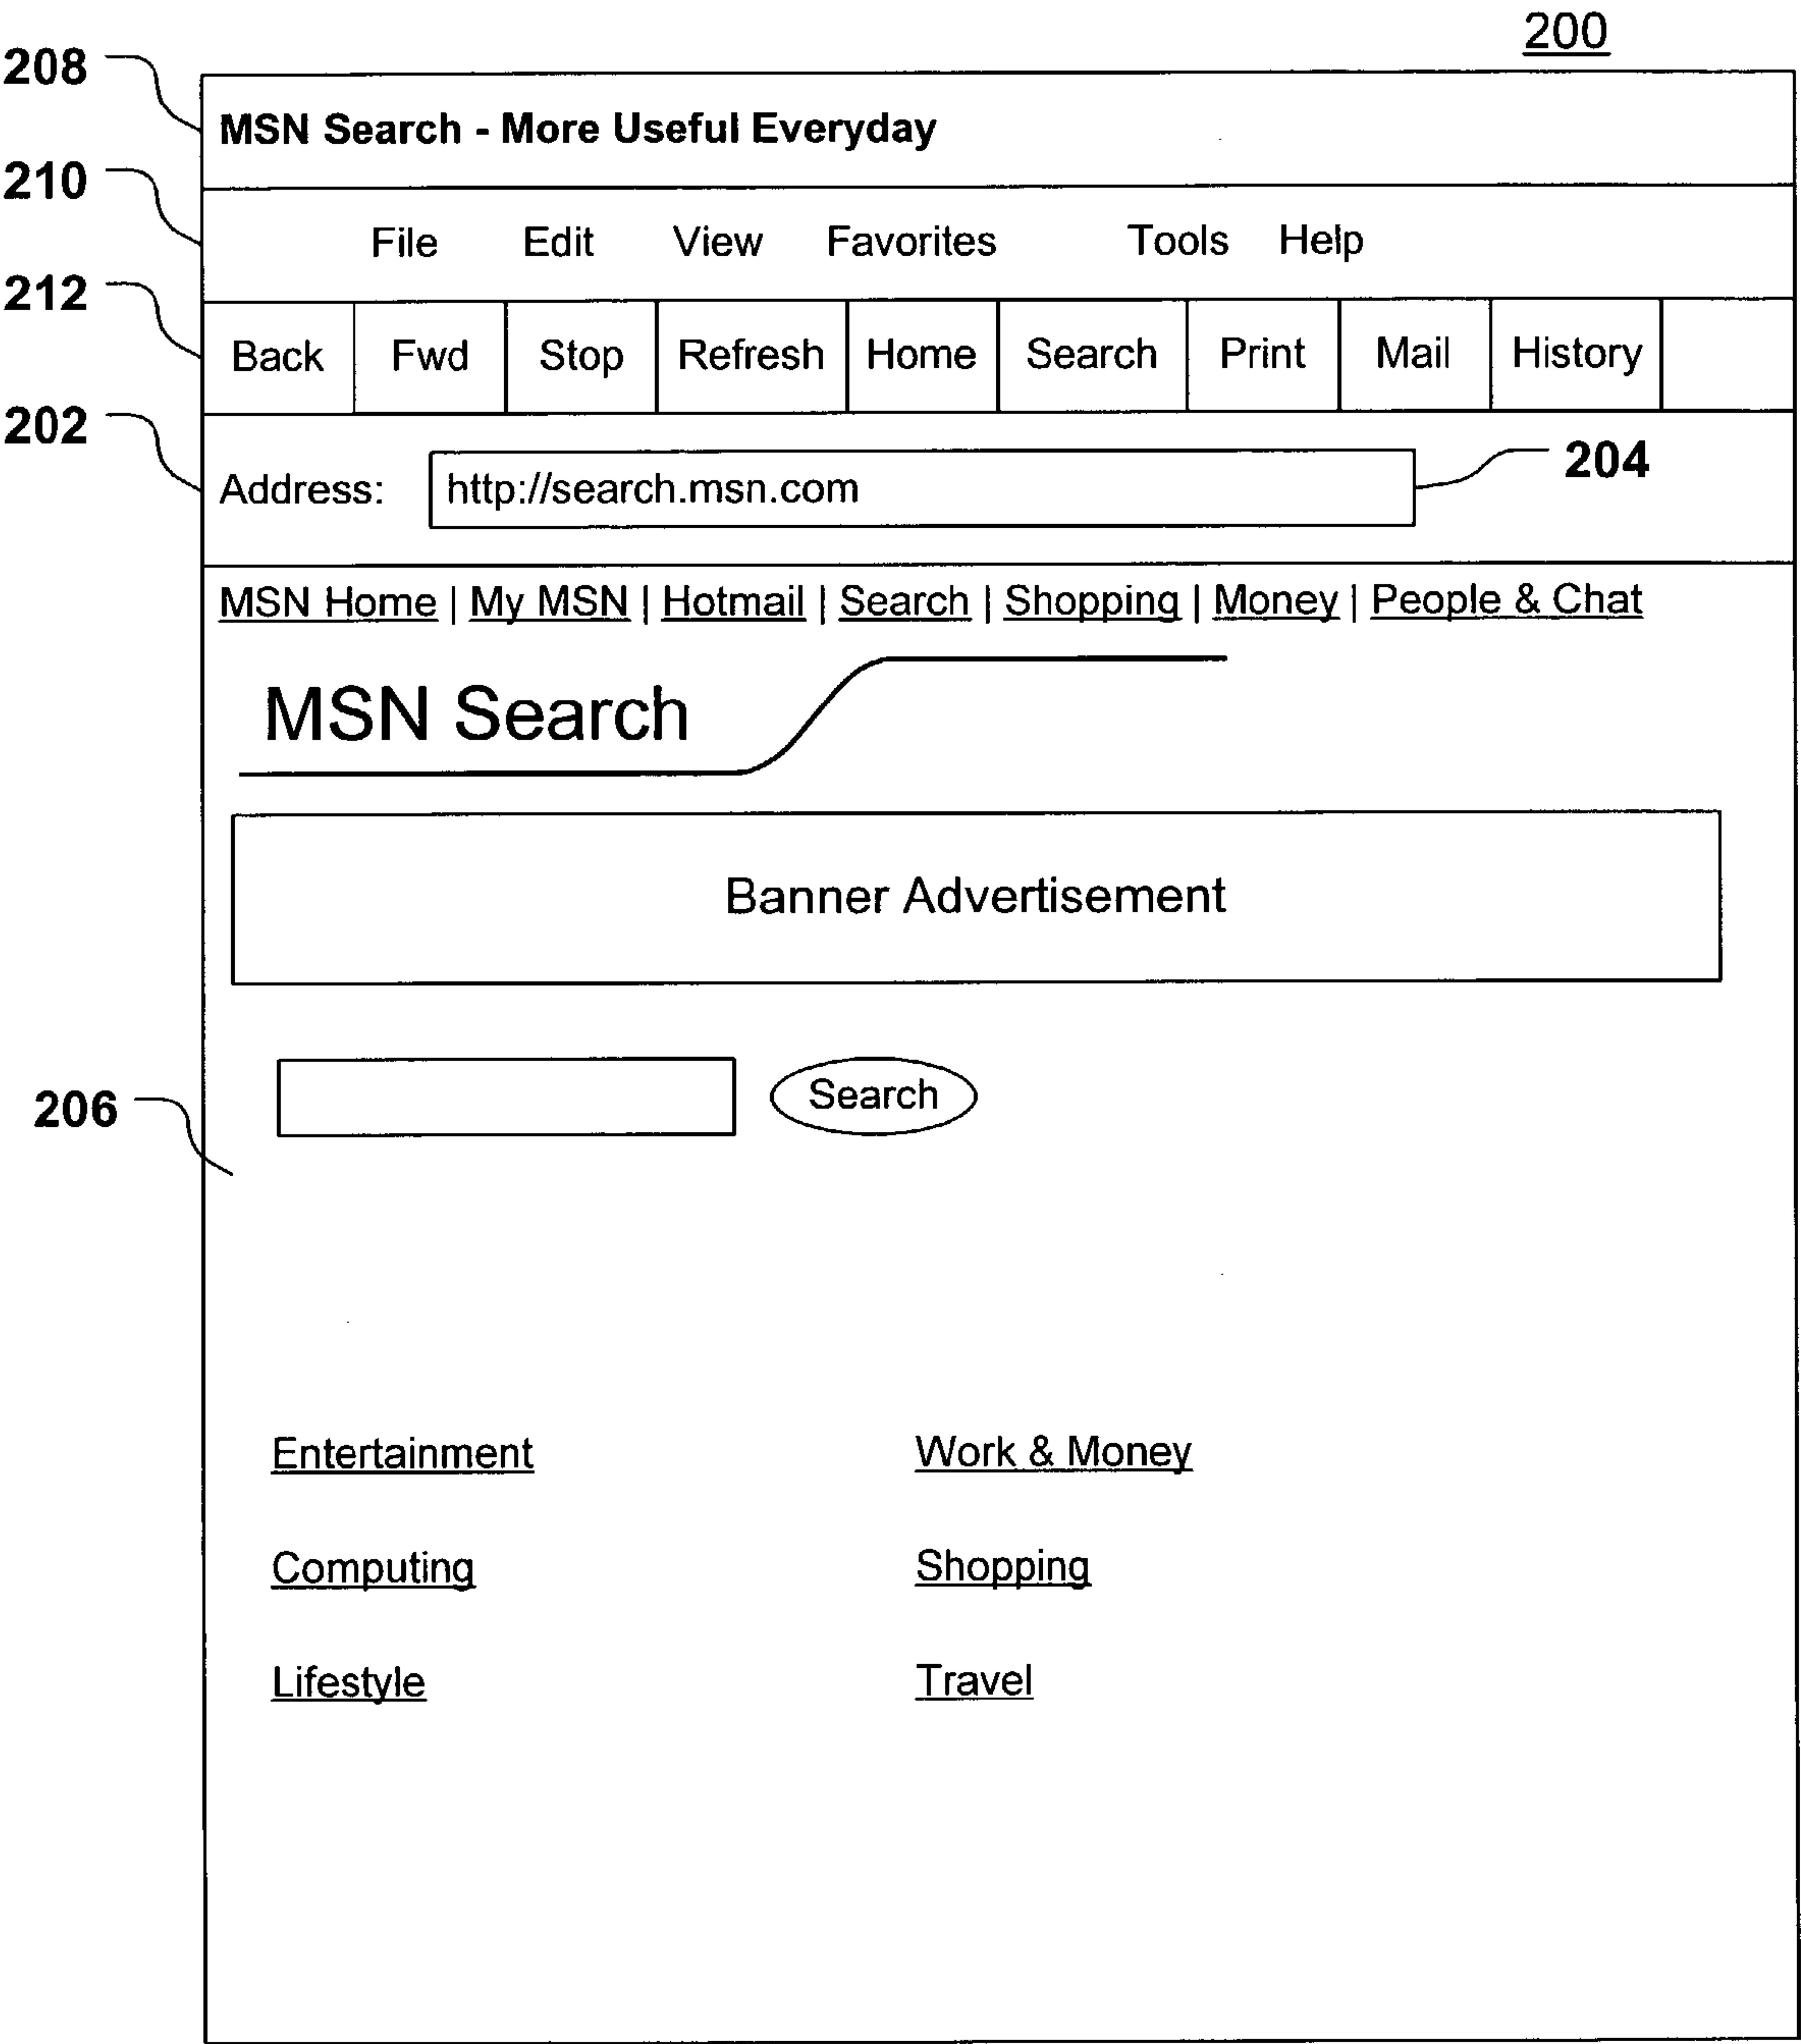 200
208
MSN Search - More Useful Everyday
210
File Edit View Favorites Tools Help
212
Back Fwd Stop Refresh Home Search Print Mail History
202
Address: http://search.msn.com 204
MSN Home | My MSN | Hotmail | Search | Shopping | Money | People & Chat
MSN Search
Banner Advertisement
Search
206
Entertainment Work & Money
Computing Shopping
Lifestyle Travel